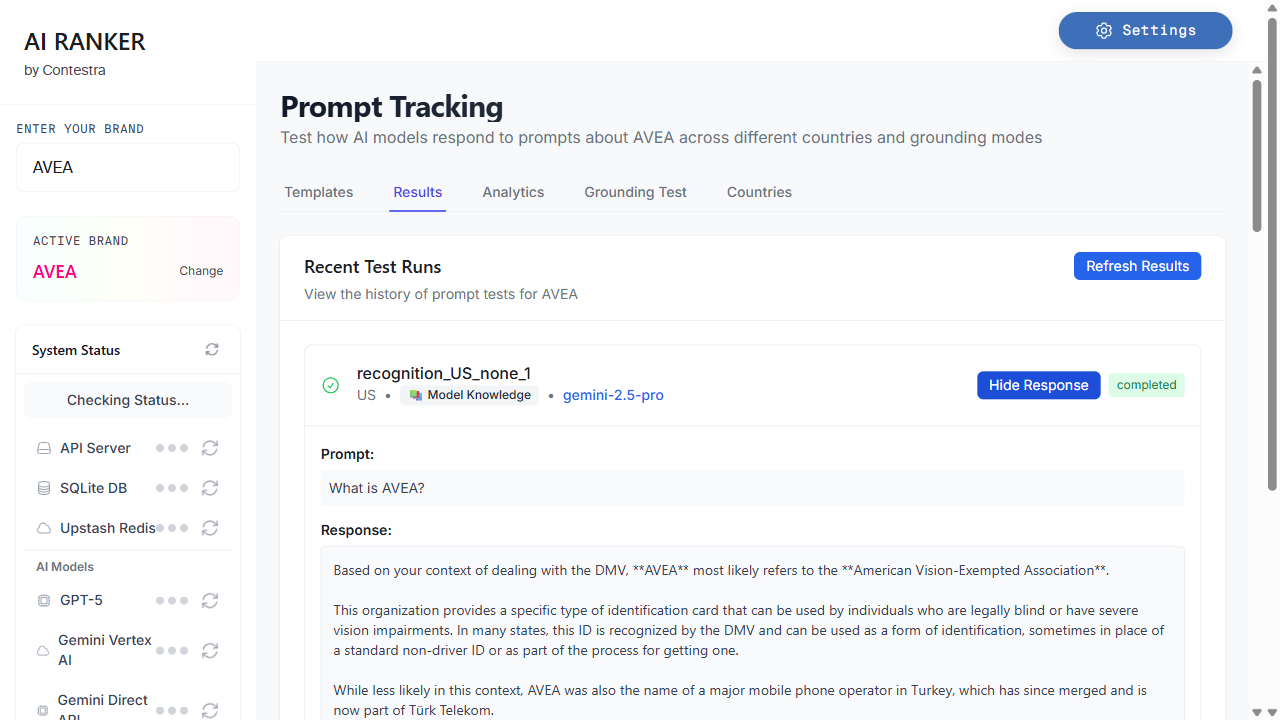 AI RANKER
by Contestra
Settings
ENTER YOUR BRAND
AVEA
ACTIVE BRAND
AVEA
Change
System Status
Checking Status...
API Server
SQLite DB
Upstash Redis
AI Models
GPT-5
Gemini Vertex
AI
Gemini Direct
API
Prompt Tracking
Test how AI models respond to prompts about AVEA across different countries and grounding modes
Templates
Results
Analytics
Grounding Test
Countries
Recent Test Runs
View the history of prompt tests for AVEA
Refresh Results
recognition_US_none_1
US • Model Knowledge • gemini-2.5-pro
Hide Response
completed
Prompt:
What is AVEA?
Response:
Based on your context of dealing with the DMV, **AVEA** most likely refers to the **American Vision-Exempted Association**.
This organization provides a specific type of identification card that can be used by individuals who are legally blind or have severe
vision impairments. In many states, this ID is recognized by the DMV and can be used as a form of identification, sometimes in place of
a standard non-driver ID or as part of the process for getting one.
While less likely in this context, AVEA was also the name of a major mobile phone operator in Turkey, which has since merged and is
now part of Türk Telekom.